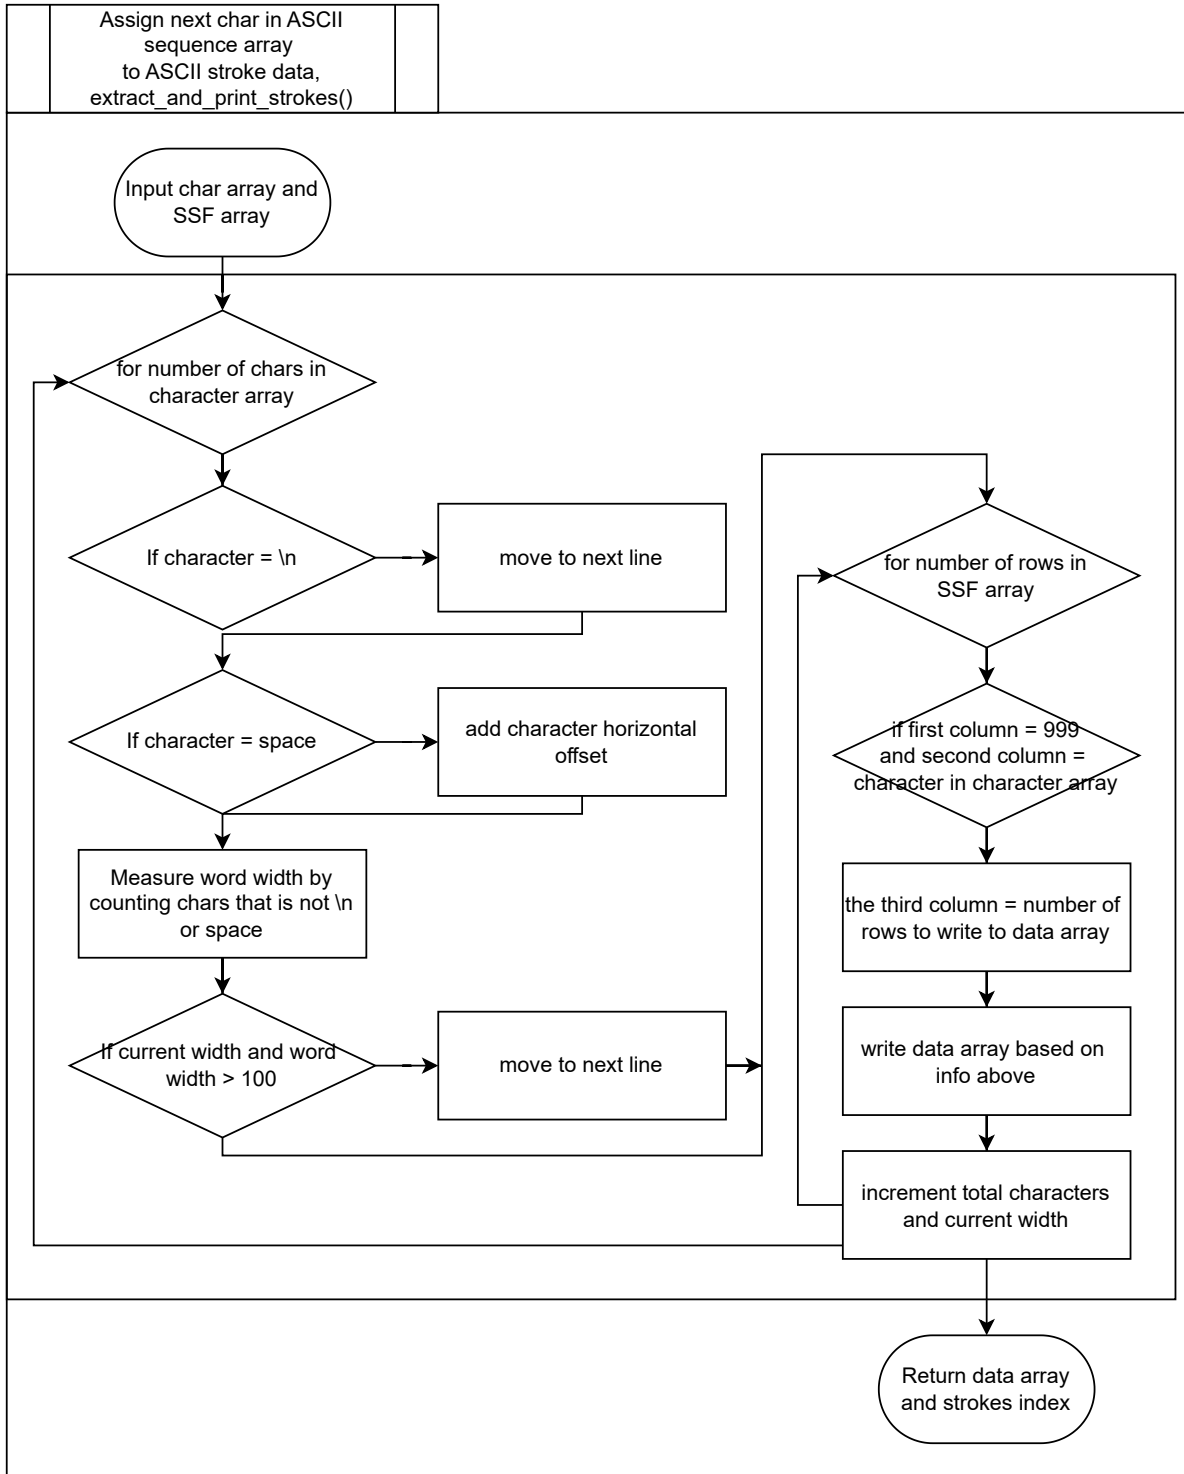 Assign next char in ASCII
sequence array
to ASCII stroke data,
extract_and_print_strokes()
Input char array and
SSF array
for number of chars in
character array
If character = \n
move to next line
If character = space
add character horizontal
offset
Measure word width by
counting chars that is not \n
or space
If current width and word
width > 100
move to next line
for number of rows in
SSF array
if first column = 999
and second column =
character in character array
the third column = number of
rows to write to data array
write data array based on
info above
increment total characters
and current width
Return data array
and strokes index